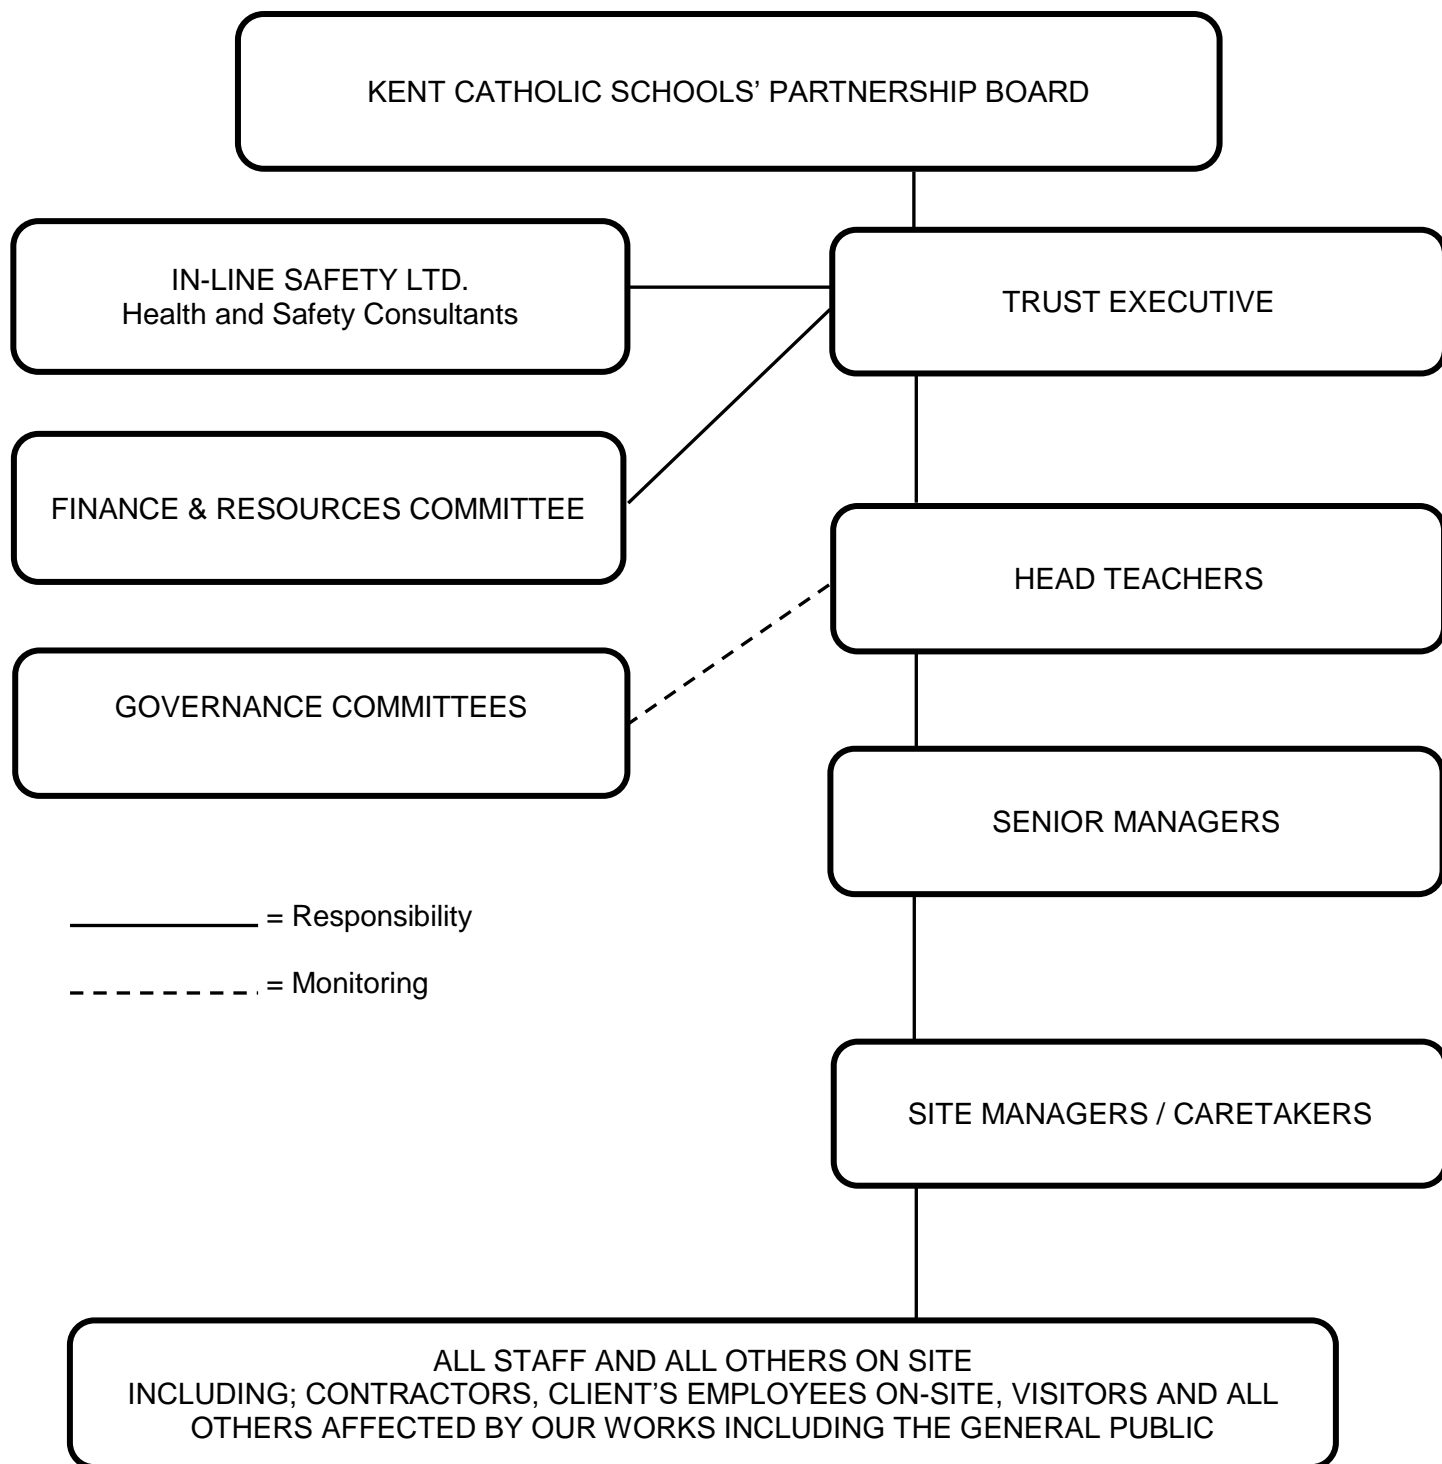 KENT CATHOLIC SCHOOLS’ PARTNERSHIP BOARD
IN-LINE SAFETY LTD.
Health and Safety Consultants
TRUST EXECUTIVE
FINANCE & RESOURCES COMMITTEE
HEAD TEACHERS
GOVERNANCE COMMITTEES
SENIOR MANAGERS
= Responsibility
= Monitoring
SITE MANAGERS / CARETAKERS
ALL STAFF AND ALL OTHERS ON SITE
INCLUDING; CONTRACTORS, CLIENT’S EMPLOYEES ON-SITE, VISITORS AND ALL
OTHERS AFFECTED BY OUR WORKS INCLUDING THE GENERAL PUBLIC